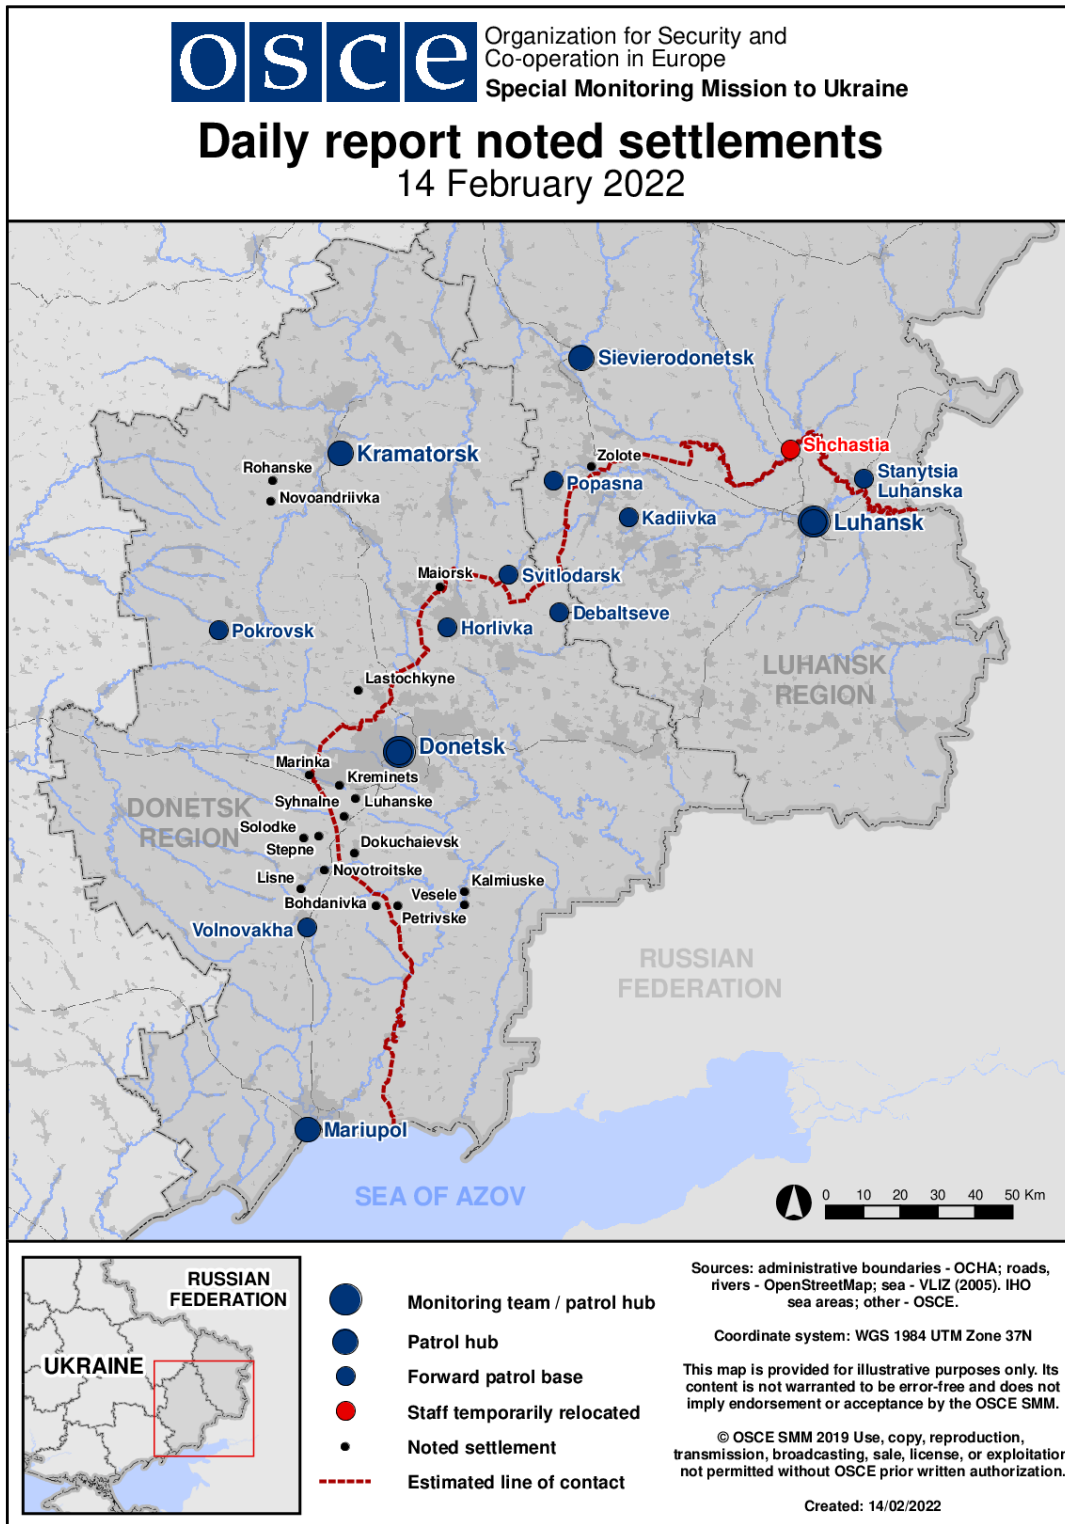 osce
Organization for Security and
Co-operation in Europe
Special Monitoring Mission to Ukraine
Daily report noted settlements
14 February 2022
Sievierodonetsk
Shchastia
Kramatorsk
Zolote
Rohanske
Popasna
Stanytsia
Luhanska
Novoandriivka
Kadiivka
Luhansk
Maiorsk
Svitlodarsk
Debaltseve
Pokrovsk
Horlivka
LUHANSK
REGION
Lastochkyne
Donetsk
Marinka
Kreminets
DONETSK
REGION
Syhnalne
Luhanske
Solodke
Stepne
Dokuchaievsk
Novotroitske
Lisne
Kalmiuske
Vesele
Bohdanivka
Petrivske
Volnovakha
RUSSIAN
FEDERATION
Mariupol
SEA OF AZOV
0 10 20 30 40 50 Km
RUSSIAN
FEDERATION
UKRAINE
Monitoring team / patrol hub
Patrol hub
Forward patrol base
Staff temporarily relocated
Noted settlement
Estimated line of contact
Sources: administrative boundaries - OCHA; roads,
rivers - OpenStreetMap; sea - VLIZ (2005). IHO
sea areas; other - OSCE.
Coordinate system: WGS 1984 UTM Zone 37N
This map is provided for illustrative purposes only. Its
content is not warranted to be error-free and does not
imply endorsement or acceptance by the OSCE SMM.
© OSCE SMM 2019 Use, copy, reproduction,
transmission, broadcasting, sale, license, or exploitation
not permitted without OSCE prior written authorization.
Created: 14/02/2022